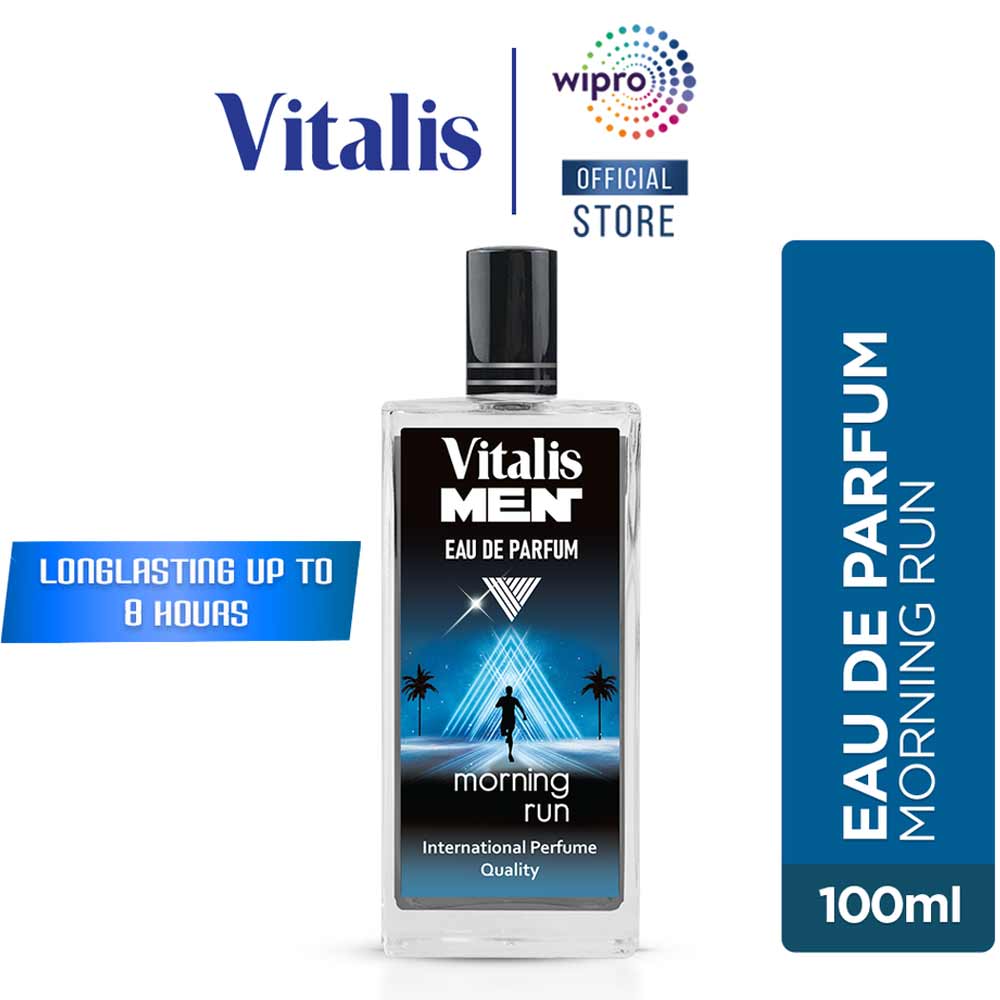 Vitalis
wipro
OFFICIAL
STORE
LONGLASTING UP TO
8 HOURS
Vitalis
MEN
EAU DE PARFUM
morning
run
International Perfume
Quality
EAU DE PARFUM
MORNING RUN
100ml